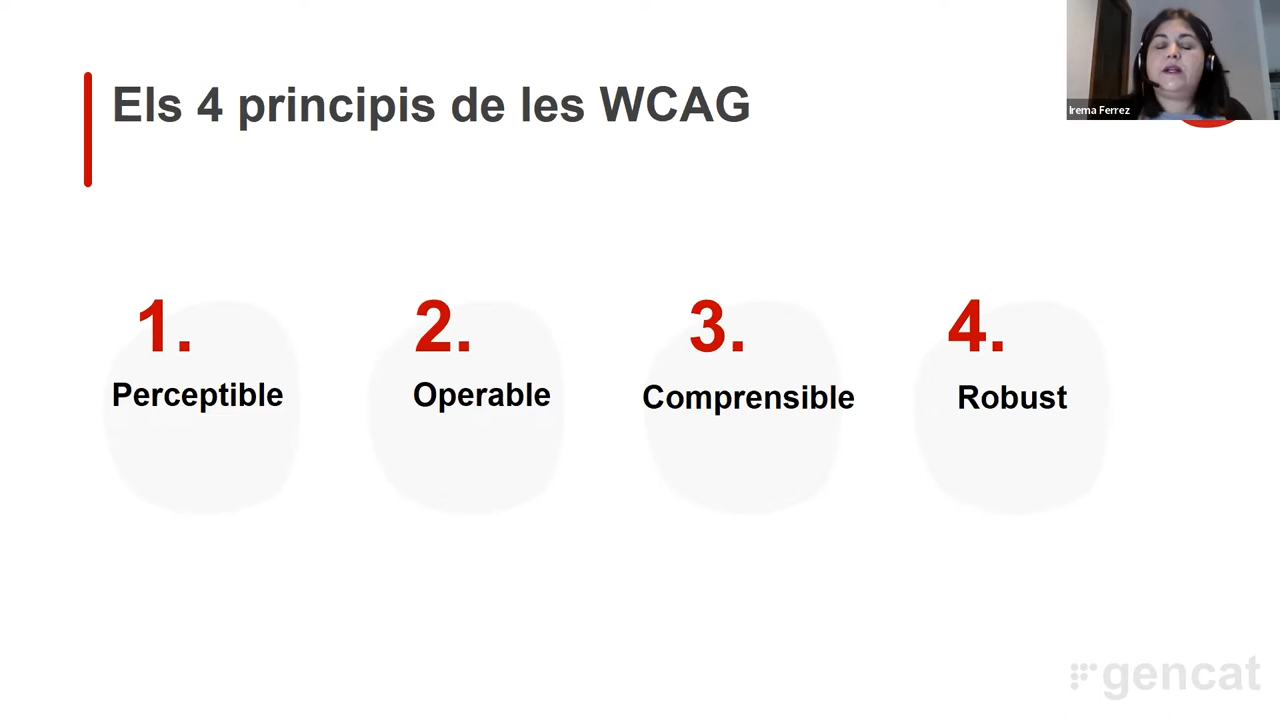 Els 4 principis de les WCAG
Irema Ferrez
1.
Perceptible
2.
Operable
3.
Comprensible
4.
Robust
gencat